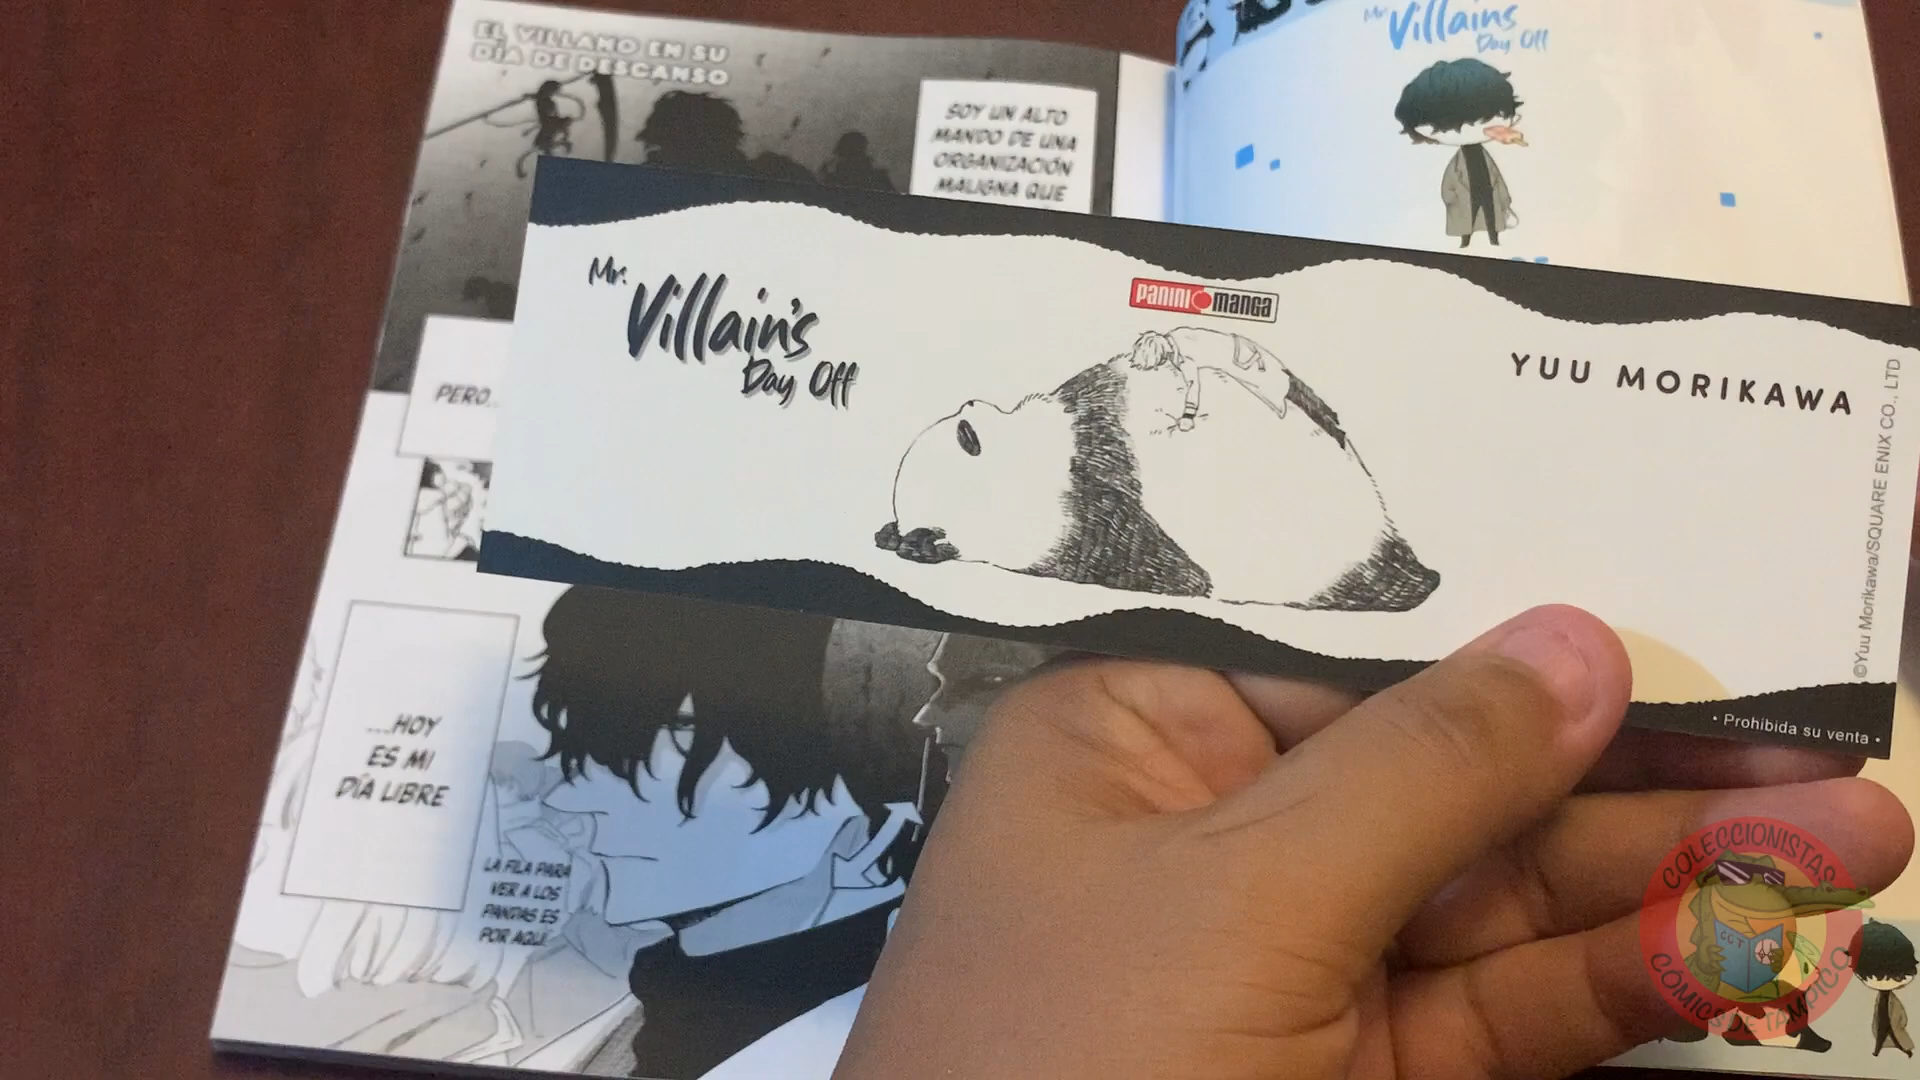 EL VILLANO EN SU
DÍA DE DESCANSO
SOY UN ALTO
MANDO DE UNA
ORGANIZACIÓN
MALIGNA QUE
PERO...
...HOY
ES MI
DÍA LIBRE
LA FILA PARA
VER A LOS
PANDAS ES
POR AQUÍ.
Mr.
Villains
Day Off
Mr.
Villain's
Day Off
PANINI manga
YUU MORIKAWA
©Yuu Morikawa/SQUARE ENIX CO., LTD
• Prohibida su venta •
COLECCIONISTAS
CCT
CÓMICS DE TAMPICO